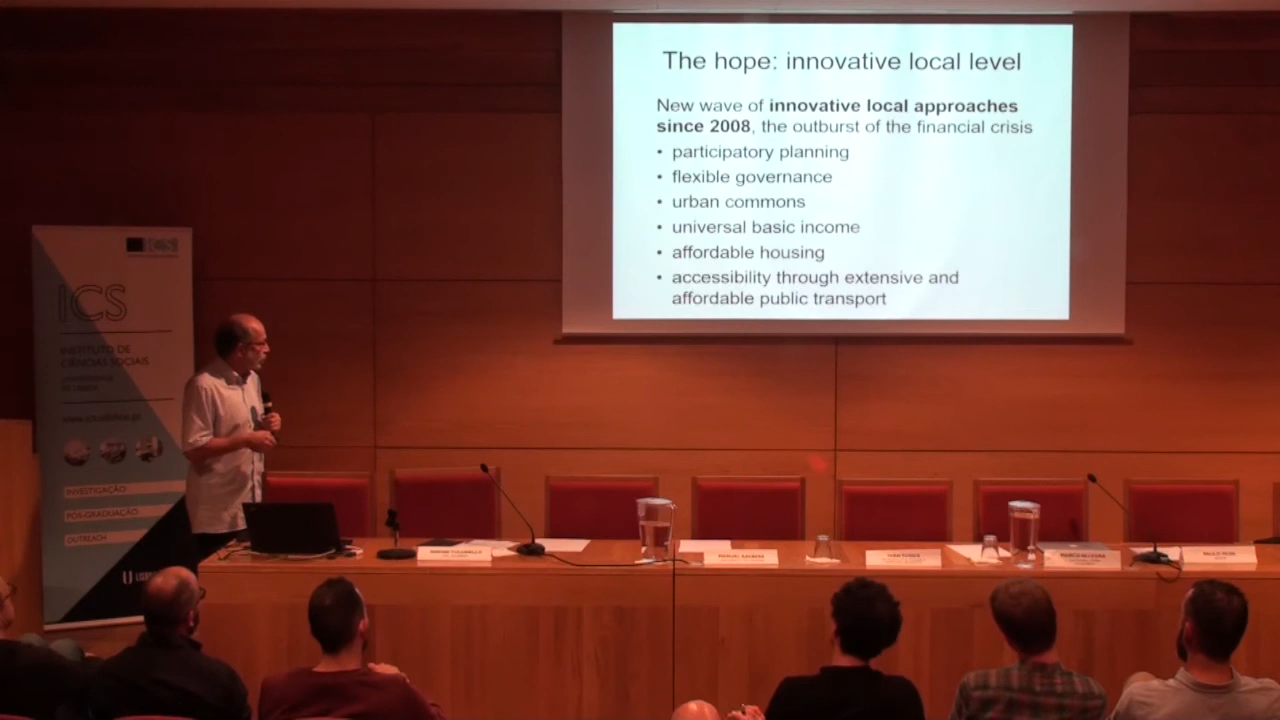 The hope: innovative local level
New wave of innovative local approaches
since 2008, the outburst of the financial crisis
• participatory planning
• flexible governance
• urban commons
• universal basic income
• affordable housing
• accessibility through extensive and
affordable public transport
ICS
INSTITUTO DE
CIÊNCIAS SOCIAIS
INVESTIGAÇÃO
PÓS-GRADUAÇÃO
OUTREACH